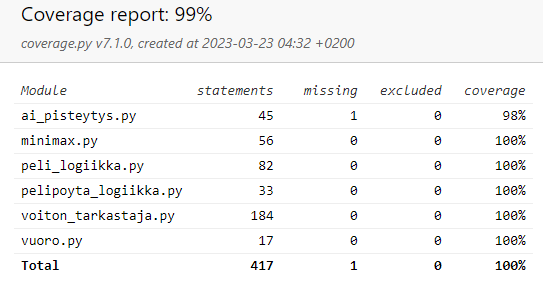 Coverage report: 99%
coverage.py v7.1.0, created at 2023-03-23 04:32 +0200
Module statements missing excluded coverage
ai_pisteytys.py 45 1 0 98%
minimax.py 56 0 0 100%
peli_logiikka.py 82 0 0 100%
pelipoyta_logiikka.py 33 0 0 100%
voiton_tarkastaja.py 184 0 0 100%
vuoro.py 17 0 0 100%
Total 417 1 0 100%